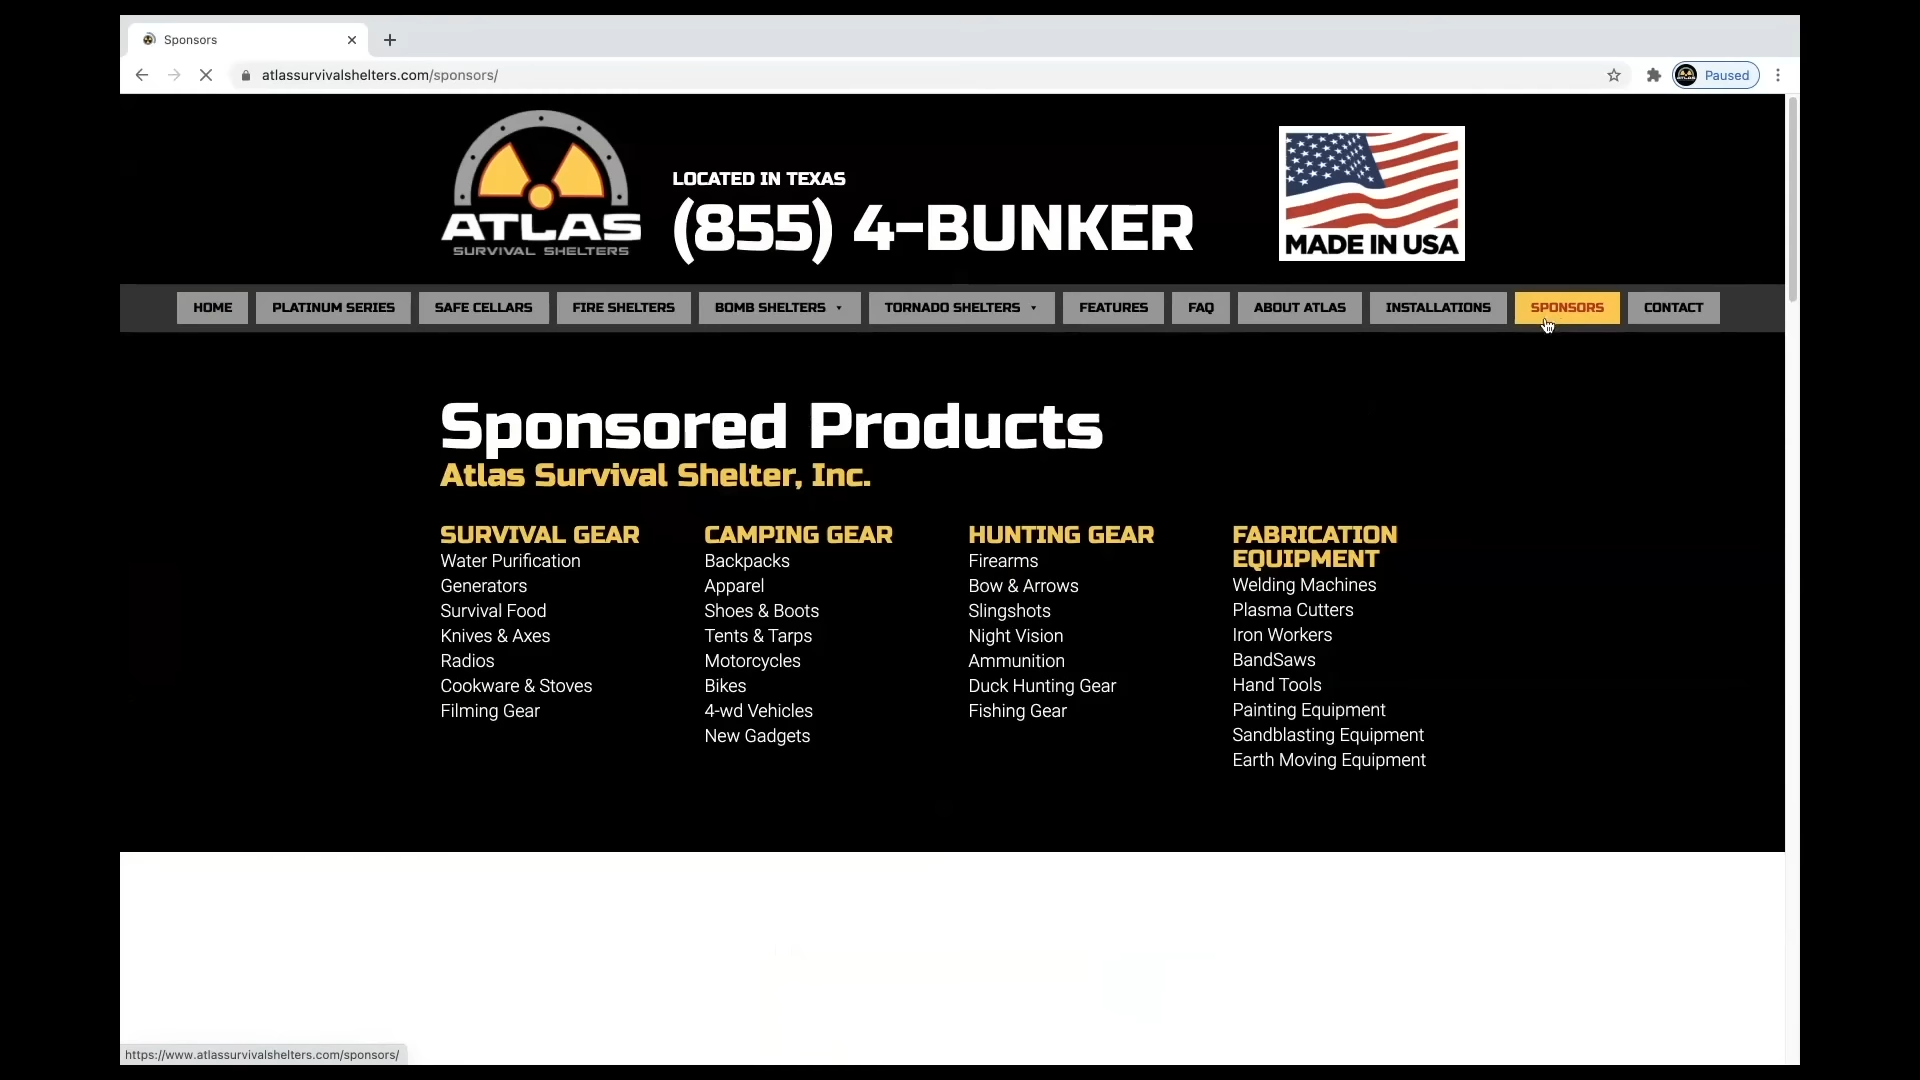 Sponsors
atlassurvivalshelters.com/sponsors/
Paused
ATLAS
SURVIVAL SHELTERS
LOCATED IN TEXAS
(855) 4-BUNKER
MADE IN USA
HOME PLATINUM SERIES SAFE CELLARS FIRE SHELTERS BOMB SHELTERS TORNADO SHELTERS FEATURES FAQ ABOUT ATLAS INSTALLATIONS SPONSORS CONTACT
Sponsored Products
Atlas Survival Shelter, Inc.
SURVIVAL GEAR
Water Purification
Generators
Survival Food
Knives & Axes
Radios
Cookware & Stoves
Filming Gear
CAMPING GEAR
Backpacks
Apparel
Shoes & Boots
Tents & Tarps
Motorcycles
Bikes
4-wd Vehicles
New Gadgets
HUNTING GEAR
Firearms
Bow & Arrows
Slingshots
Night Vision
Ammunition
Duck Hunting Gear
Fishing Gear
FABRICATION
EQUIPMENT
Welding Machines
Plasma Cutters
Iron Workers
BandSaws
Hand Tools
Painting Equipment
Sandblasting Equipment
Earth Moving Equipment
https://www.atlassurvivalshelters.com/sponsors/